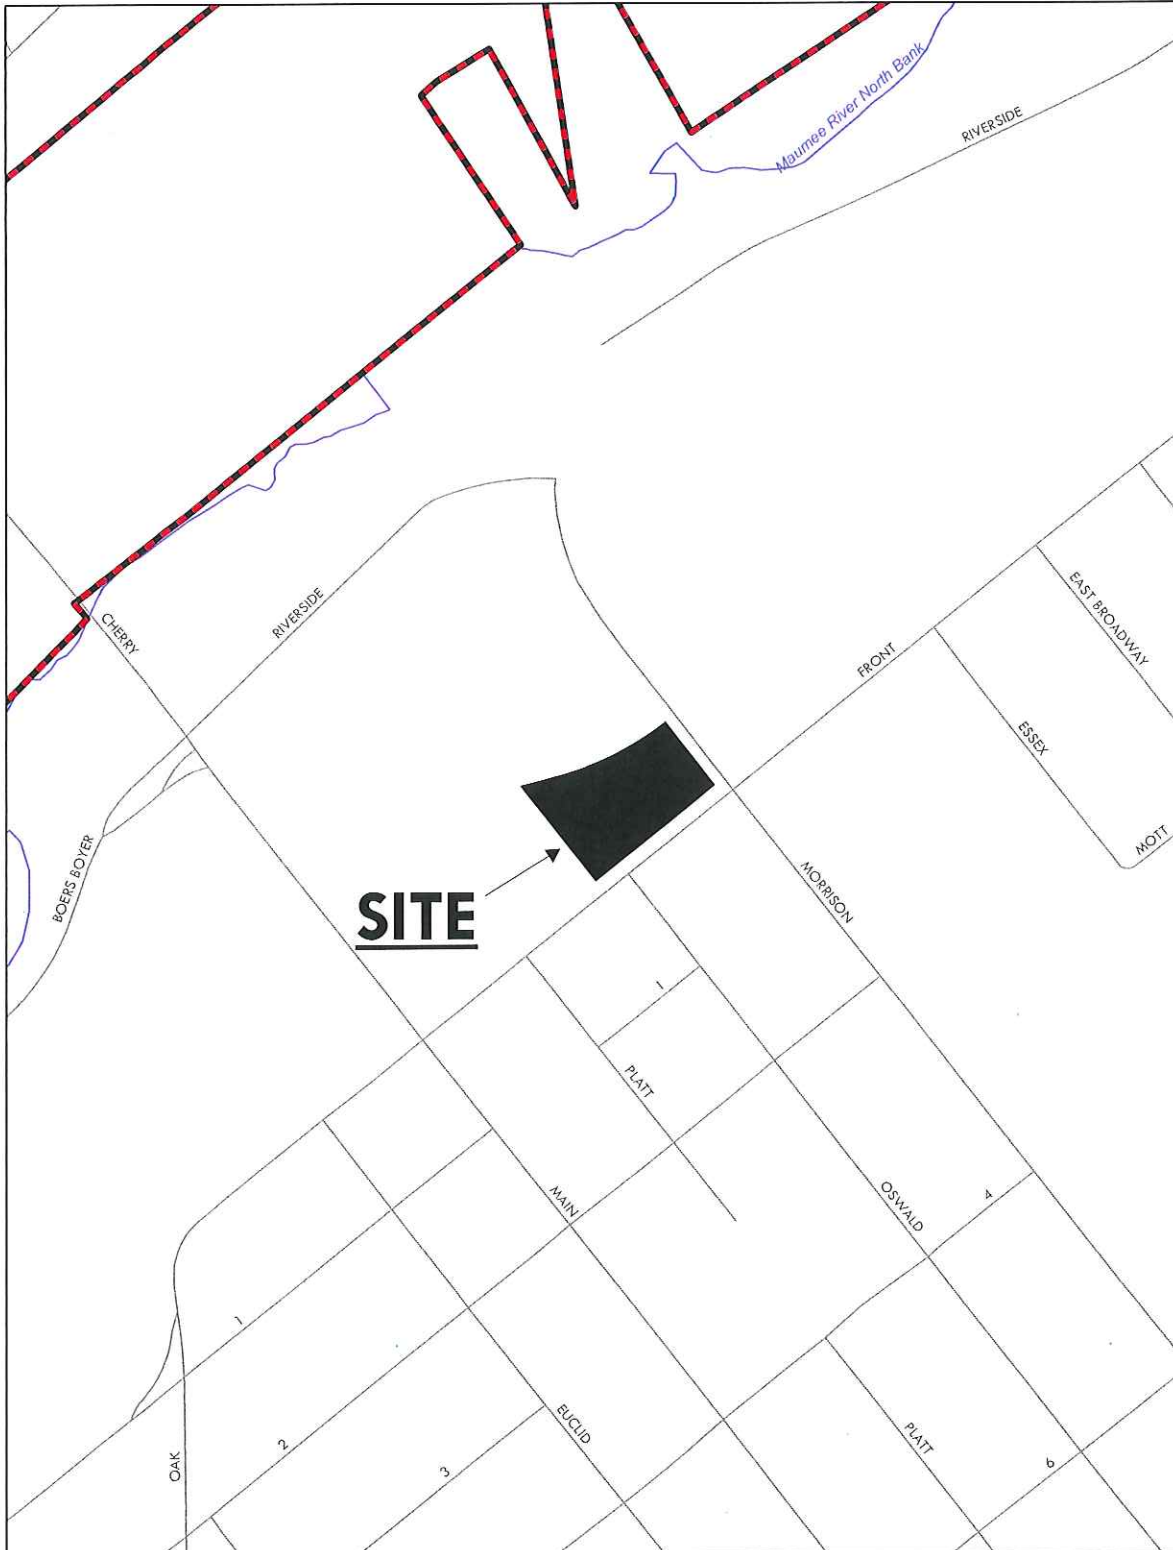 Maumee River North Bank
RIVERSIDE
EAST BROADWAY
CHERRY
RIVERSIDE
FRONT
ESSEX
MOTT
BOERS BOYER
MORRISON
SITE
1
PLATT
MAIN
OSWALD
4
1
EUCLID
PLATT
2
3
OAK
6